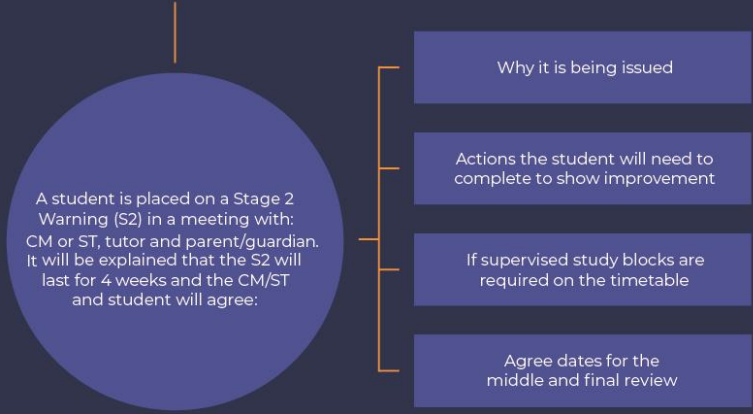 A student is placed on a Stage 2
Warning (S2) in a meeting with:
CM or ST, tutor and parent/guardian.
It will be explained that the S2 will
last for 4 weeks and the CM/ST
and student will agree:
Why it is being issued
Actions the student will need to
complete to show improvement
If supervised study blocks are
required on the timetable
Agree dates for the
middle and final review